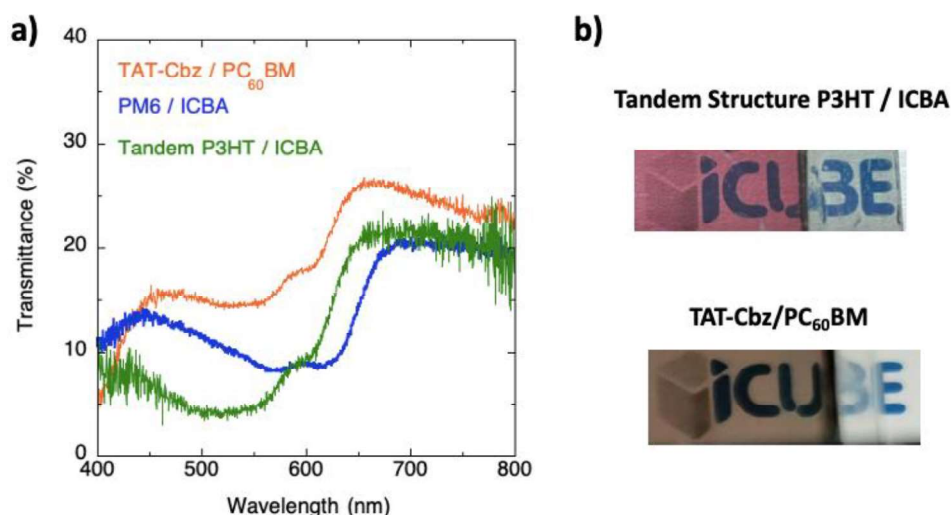 a)
40
30
20
10
0
Transmittance (%)
TAT-Cbz / PC60BM
PM6 / ICBA
Tandem P3HT / ICBA
400 500 600 700 800
Wavelength (nm)
b)
Tandem Structure P3HT / ICBA
iCUBE
TAT-Cbz/PC₆₀BM
iCUBE